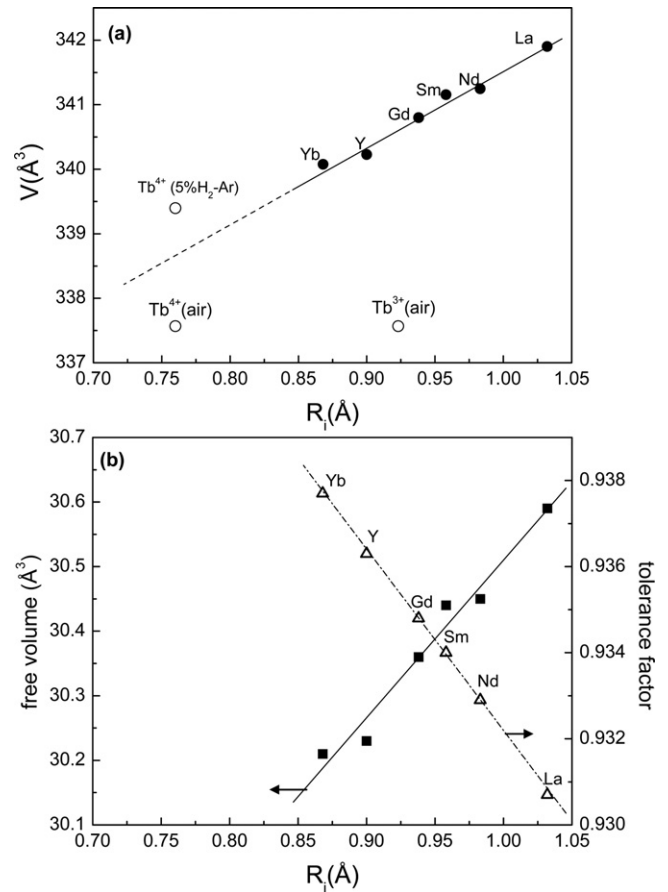 (a)
342
341
340
339
338
337
V(Å³)
La
Nd
Sm
Gd
Y
Yb
Tb⁴⁺ (5%H₂-Ar)
Tb⁴⁺(air)
Tb³⁺(air)
0.70 0.75 0.80 0.85 0.90 0.95 1.00 1.05
Rᵢ(Å)
(b)
30.7
30.6
30.5
30.4
30.3
30.2
30.1
free volume (Å³)
Yb
Y
Gd
Sm
Nd
La
0.938
0.936
0.934
0.932
0.930
tolerance factor
0.70 0.75 0.80 0.85 0.90 0.95 1.00 1.05
Rᵢ(Å)